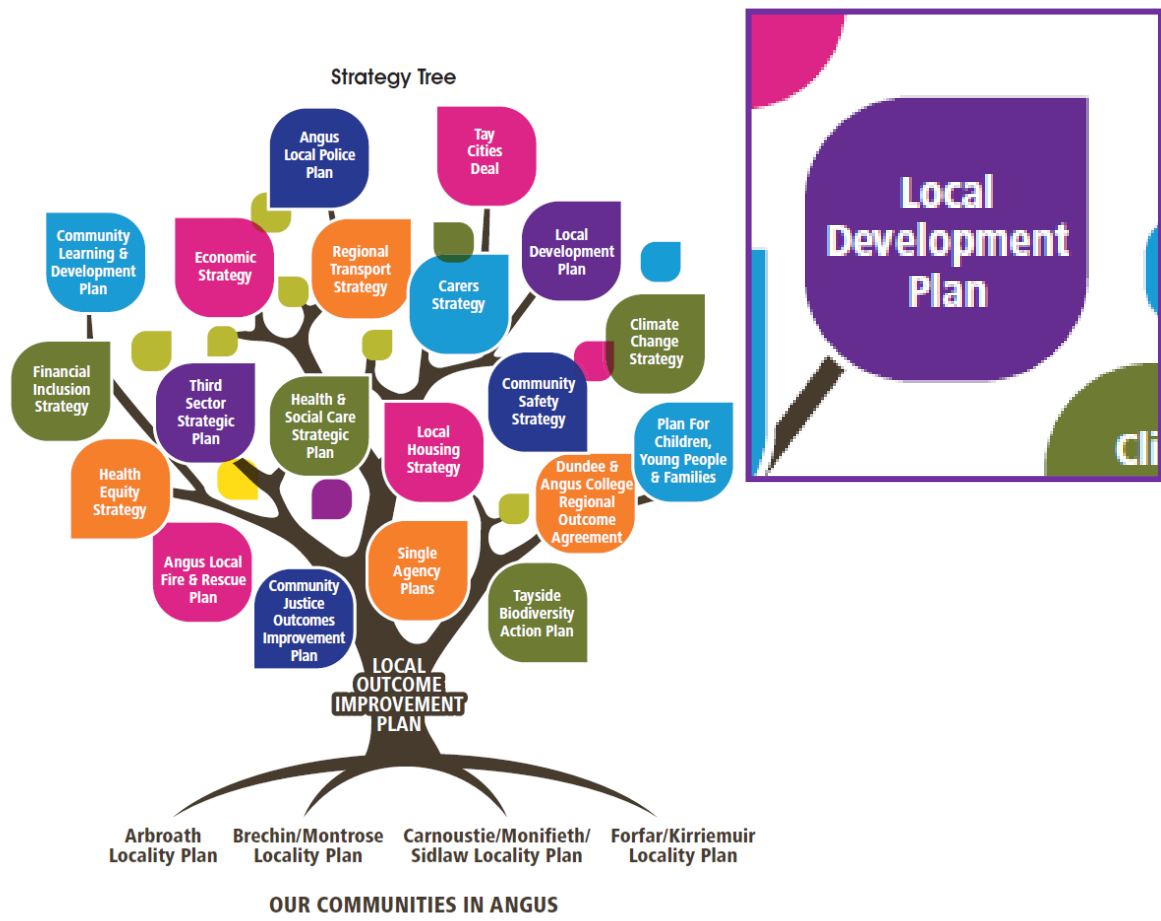 Strategy Tree
Angus
Local Police
Plan
Tay
Cities
Deal
Community
Learning &
Development
Plan
Economic
Strategy
Regional
Transport
Strategy
Carers
Strategy
Local
Development
Plan
Climate
Change
Strategy
Financial
Inclusion
Strategy
Third
Sector
Strategic
Plan
Health &
Social Care
Strategic
Plan
Local
Housing
Strategy
Community
Safety
Strategy
Plan For
Children,
Young People
& Families
Health
Equity
Strategy
Dundee &
Angus College
Regional
Outcome
Agreement
Angus Local
Fire & Rescue
Plan
Community
Justice
Outcomes
Improvement
Plan
Single
Agency
Plans
Tayside
Biodiversity
Action Plan
LOCAL
OUTCOME
IMPROVEMENT
PLAN
Arbroath
Locality Plan
Brechin/Montrose
Locality Plan
Carnoustie/Monifieth/
Sidlaw Locality Plan
Forfar/Kirriemuir
Locality Plan
OUR COMMUNITIES IN ANGUS
Local
Development
Plan
Cli